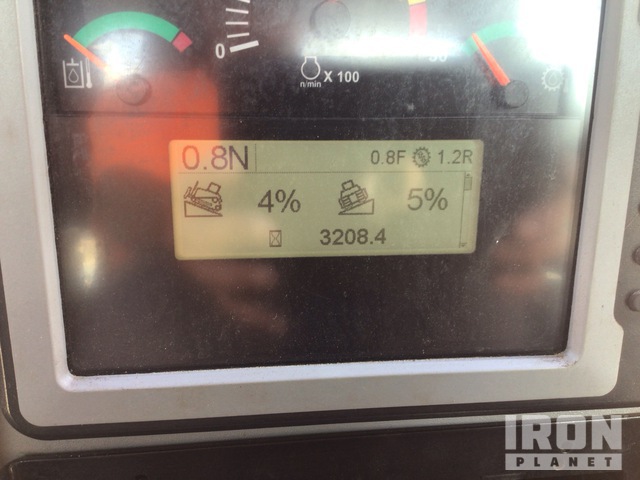 0
n/min X 100
0.8N 0.8F 1.2R
4% 5%
3208.4
IRON
PLANET